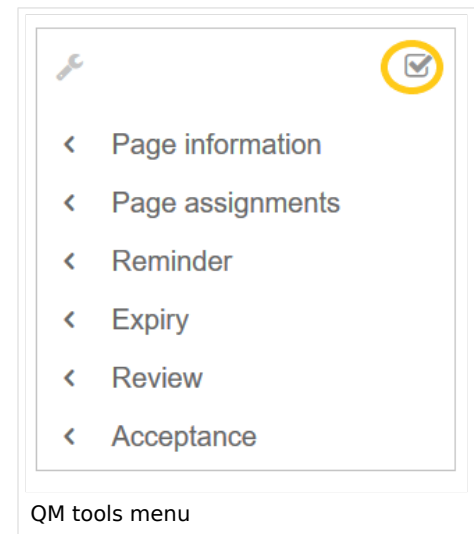 Page information
Page assignments
Reminder
Expiry
Review
Acceptance
QM tools menu